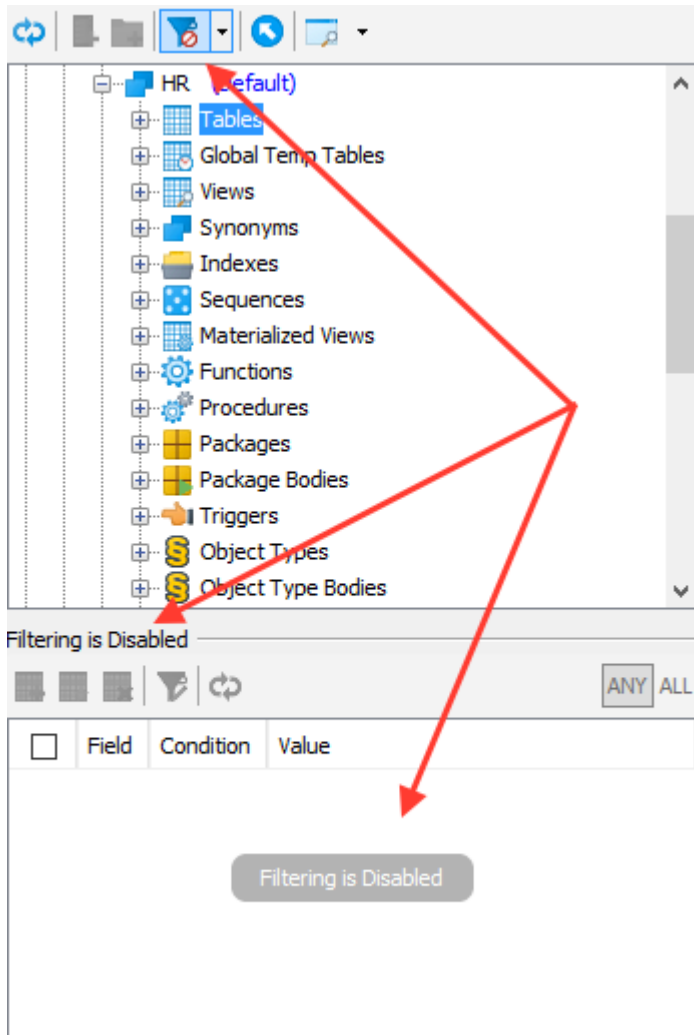 HR (Default)
Tables
Global Temp Tables
Views
Synonyms
Indexes
Sequences
Materialized Views
Functions
Procedures
Packages
Package Bodies
Triggers
Object Types
Object Type Bodies
Filtering is Disabled
ANY ALL
Field Condition Value
Filtering is Disabled